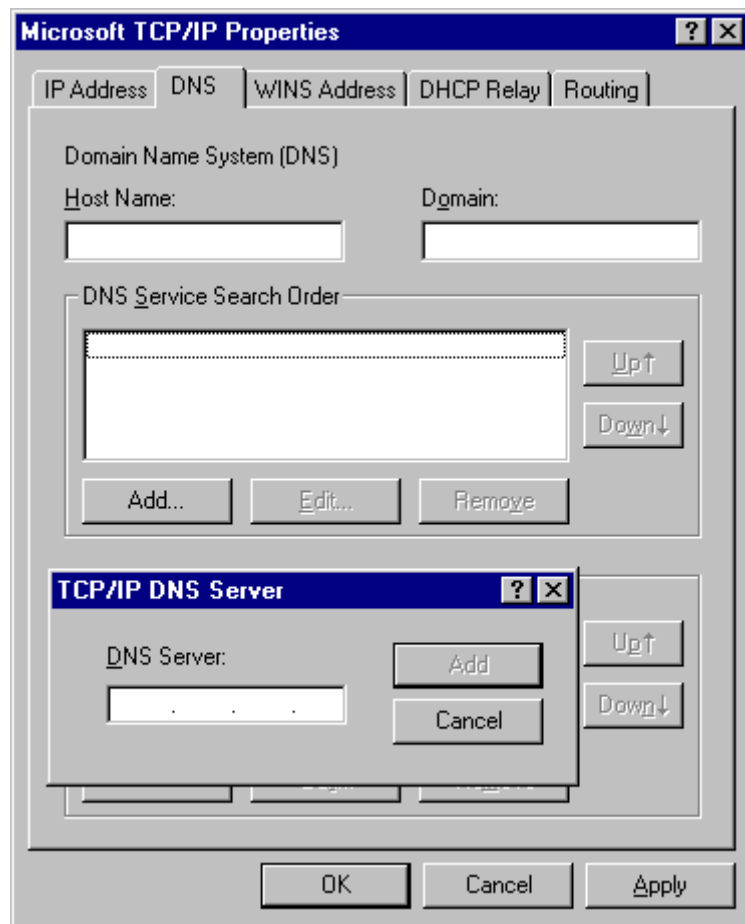 Microsoft TCP/IP Properties
IP Address DNS WINS Address DHCP Relay Routing
Domain Name System (DNS)
Host Name: Domain:
DNS Service Search Order
Up↑
Down↓
Add... Edit... Remove
TCP/IP DNS Server
DNS Server:
Add
. . .
Cancel
Up↑
Down↓
OK Cancel Apply